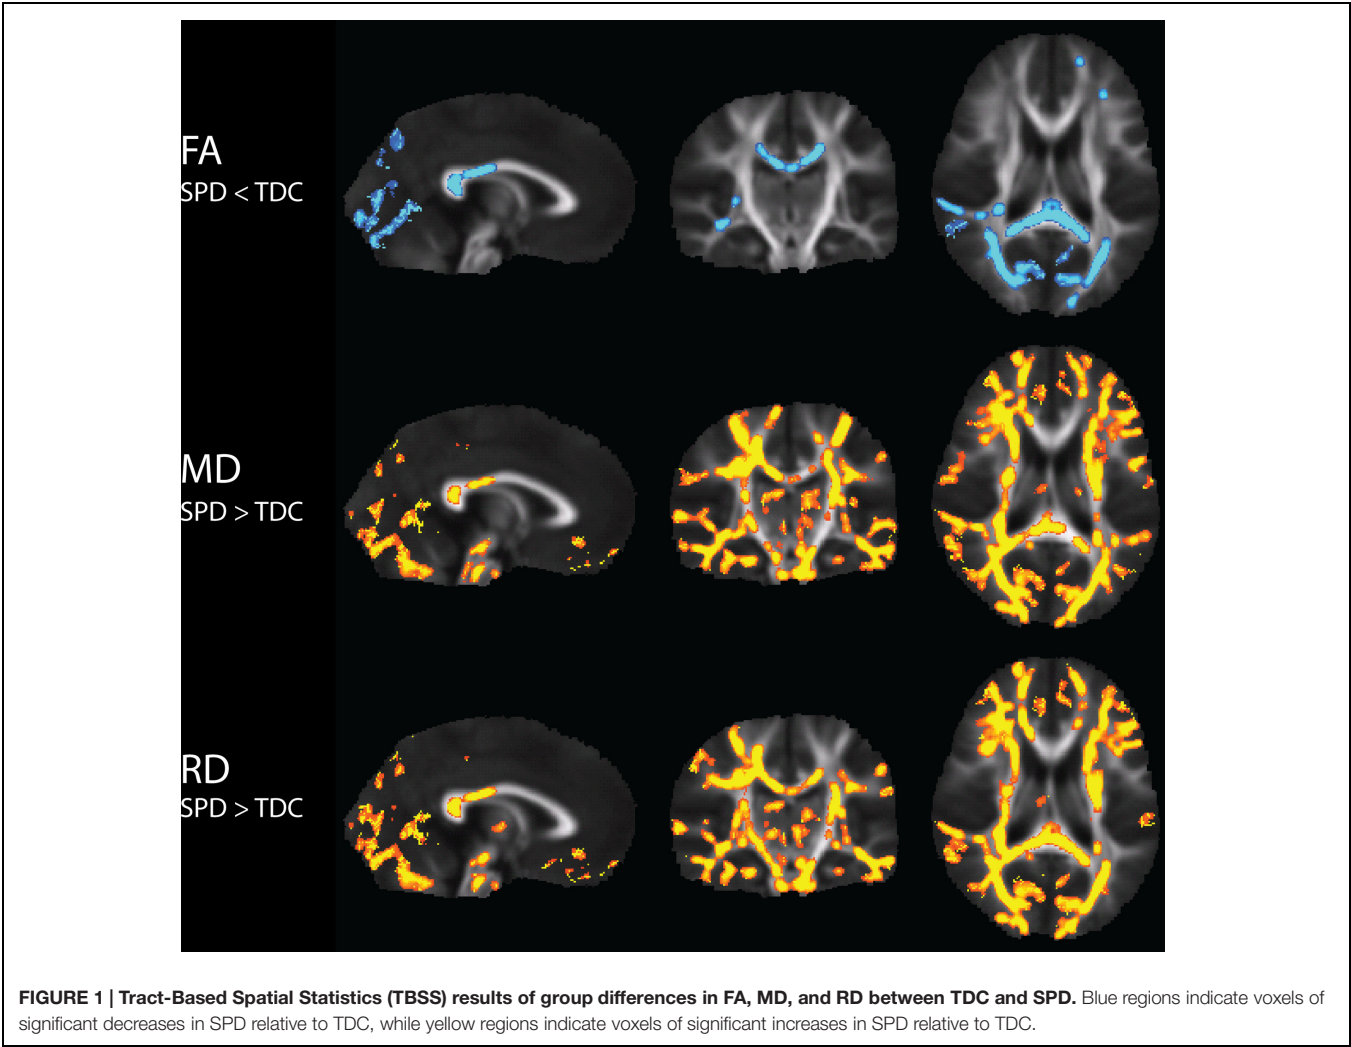 FA
SPD < TDC
MD
SPD > TDC
RD
SPD > TDC
FIGURE 1 | Tract-Based Spatial Statistics (TBSS) results of group differences in FA, MD, and RD between TDC and SPD. Blue regions indicate voxels of
significant decreases in SPD relative to TDC, while yellow regions indicate voxels of significant increases in SPD relative to TDC.